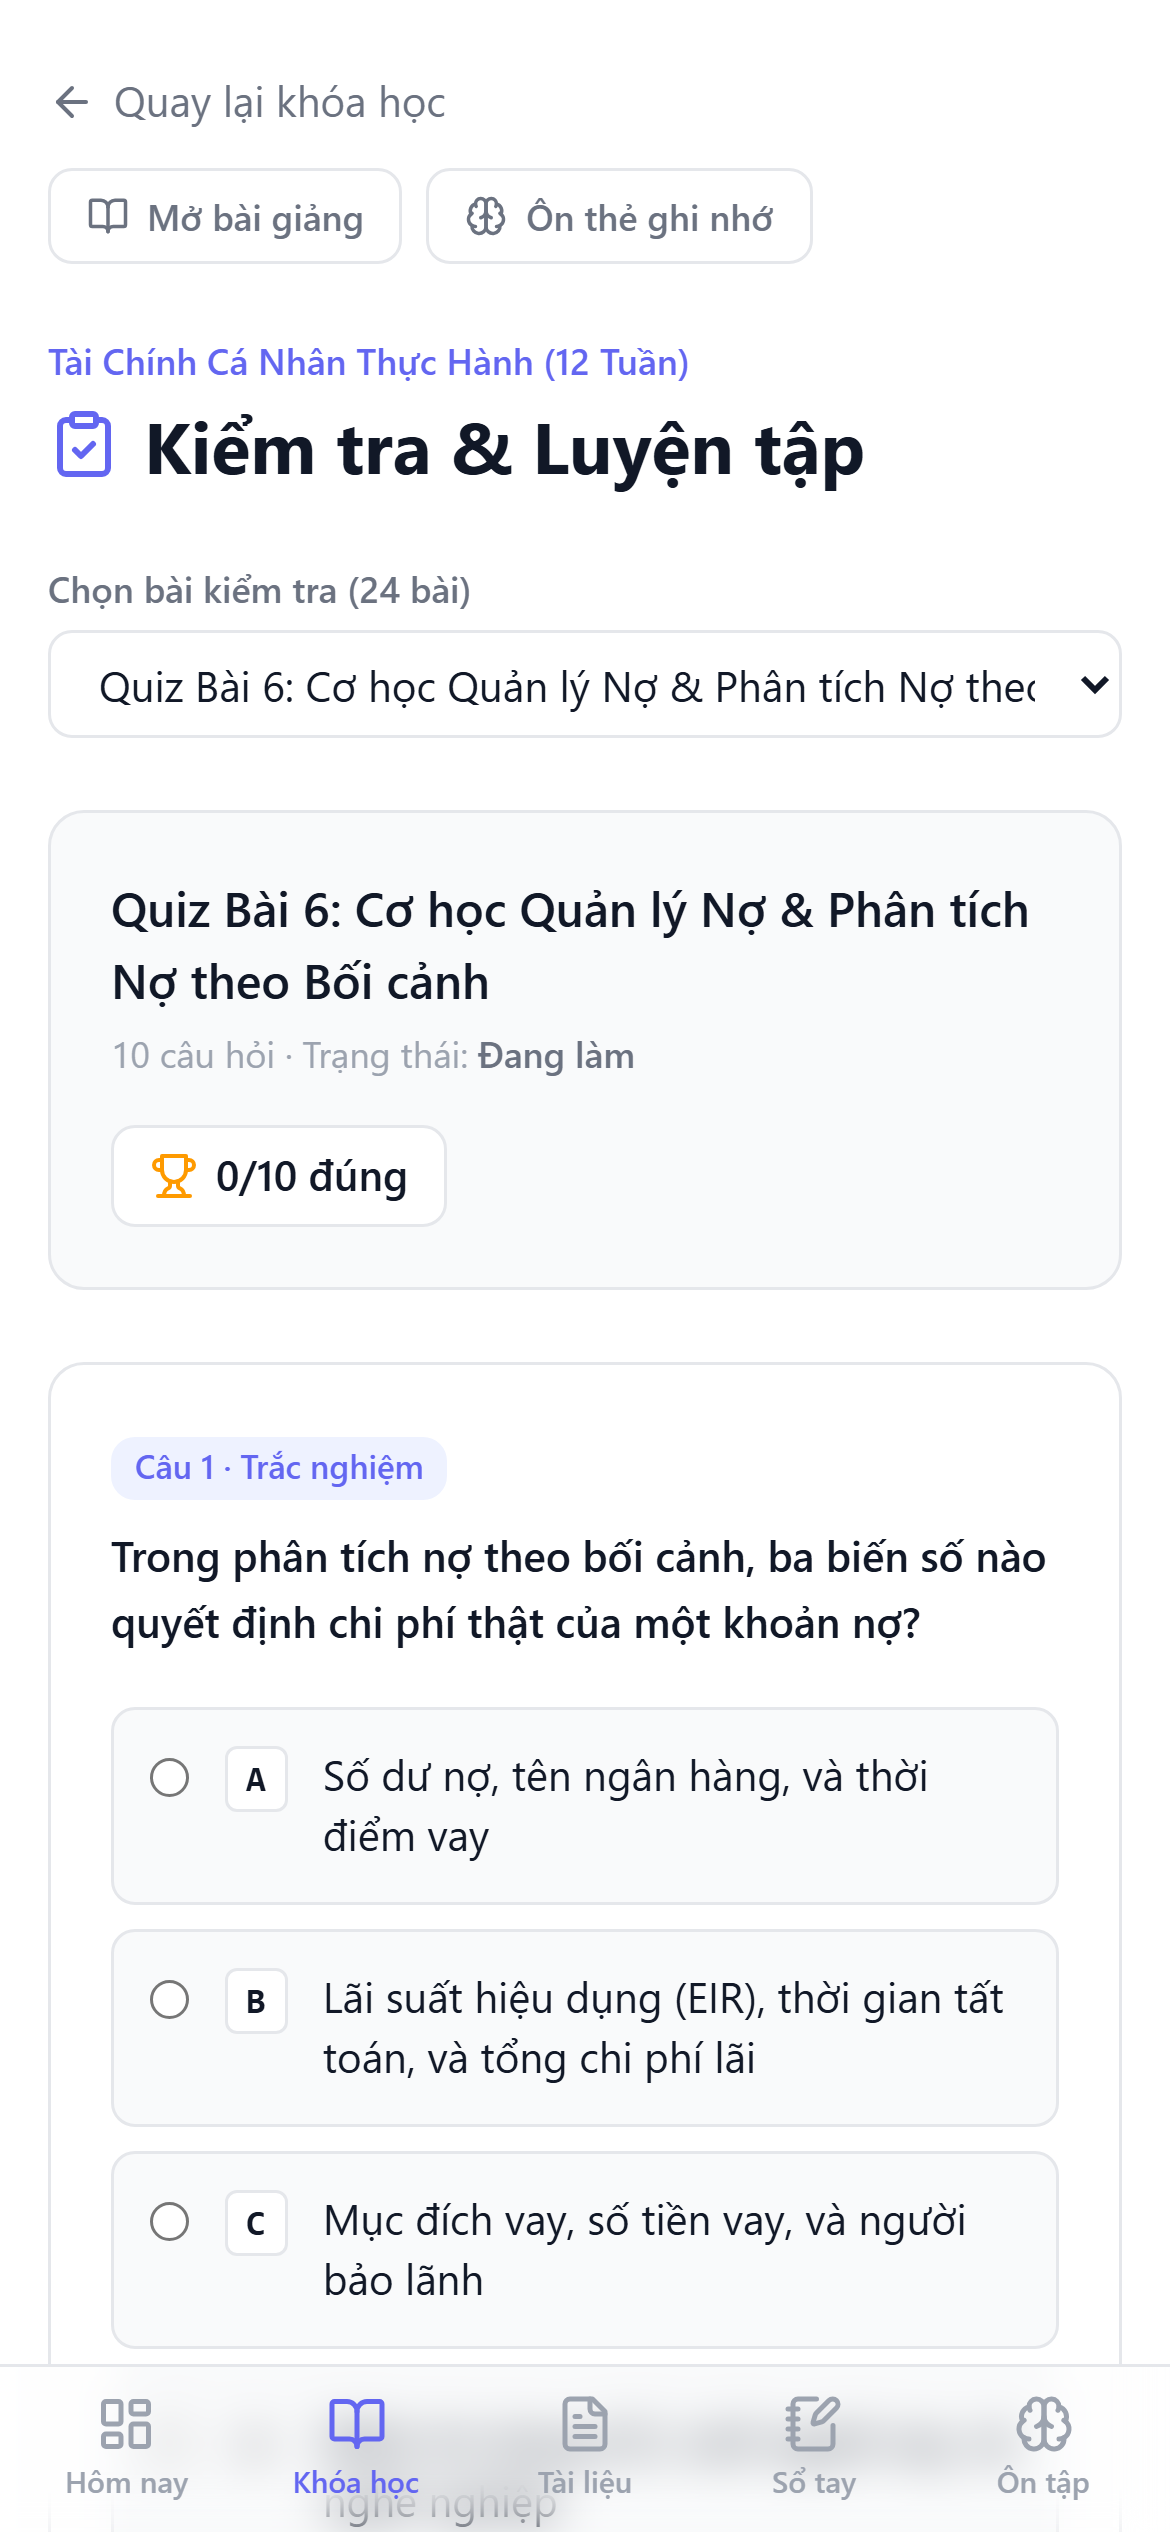 Quay lại khóa học
Mở bài giảng
Ôn thẻ ghi nhớ
Tài Chính Cá Nhân Thực Hành (12 Tuần)
Kiểm tra & Luyện tập
Chọn bài kiểm tra (24 bài)
Quiz Bài 6: Cơ học Quản lý Nợ & Phân tích Nợ theo
Quiz Bài 6: Cơ học Quản lý Nợ & Phân tích
Nợ theo Bối cảnh
10 câu hỏi · Trạng thái: Đang làm
0/10 đúng
Câu 1 · Trắc nghiệm
Trong phân tích nợ theo bối cảnh, ba biến số nào
quyết định chi phí thật của một khoản nợ?
A Số dư nợ, tên ngân hàng, và thời
điểm vay
B Lãi suất hiệu dụng (EIR), thời gian tất
toán, và tổng chi phí lãi
C Mục đích vay, số tiền vay, và người
bảo lãnh
nghề nghiệp
Hôm nay
Khóa học
Tài liệu
Sổ tay
Ôn tập